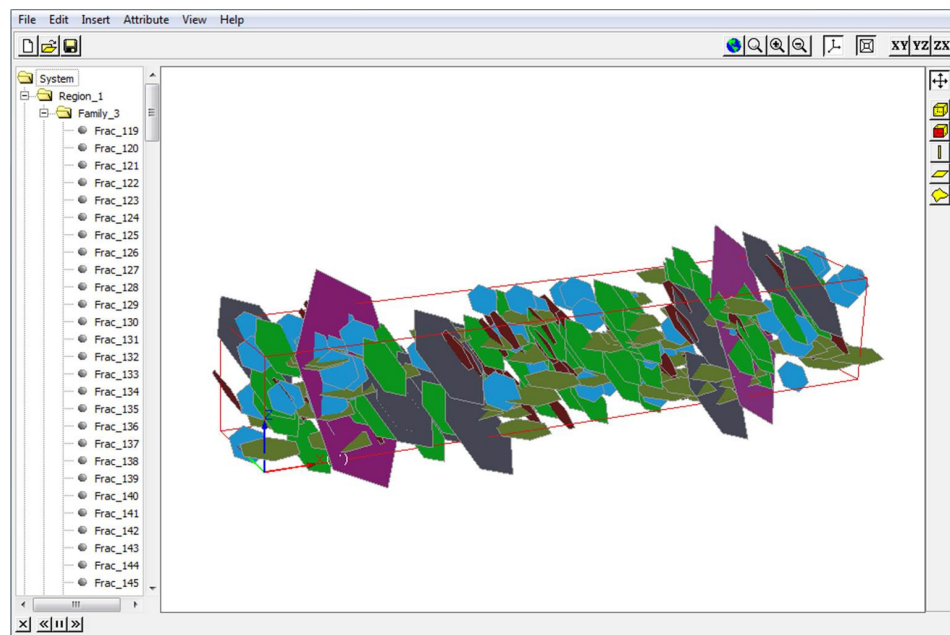 File Edit Insert Attribute View Help
XY YZ ZX
System
Region_1
Family_3
Frac_119
Frac_120
Frac_121
Frac_122
Frac_123
Frac_124
Frac_125
Frac_126
Frac_127
Frac_128
Frac_129
Frac_130
Frac_131
Frac_132
Frac_133
Frac_134
Frac_135
Frac_136
Frac_137
Frac_138
Frac_139
Frac_140
Frac_141
Frac_142
Frac_143
Frac_144
Frac_145
Z
X